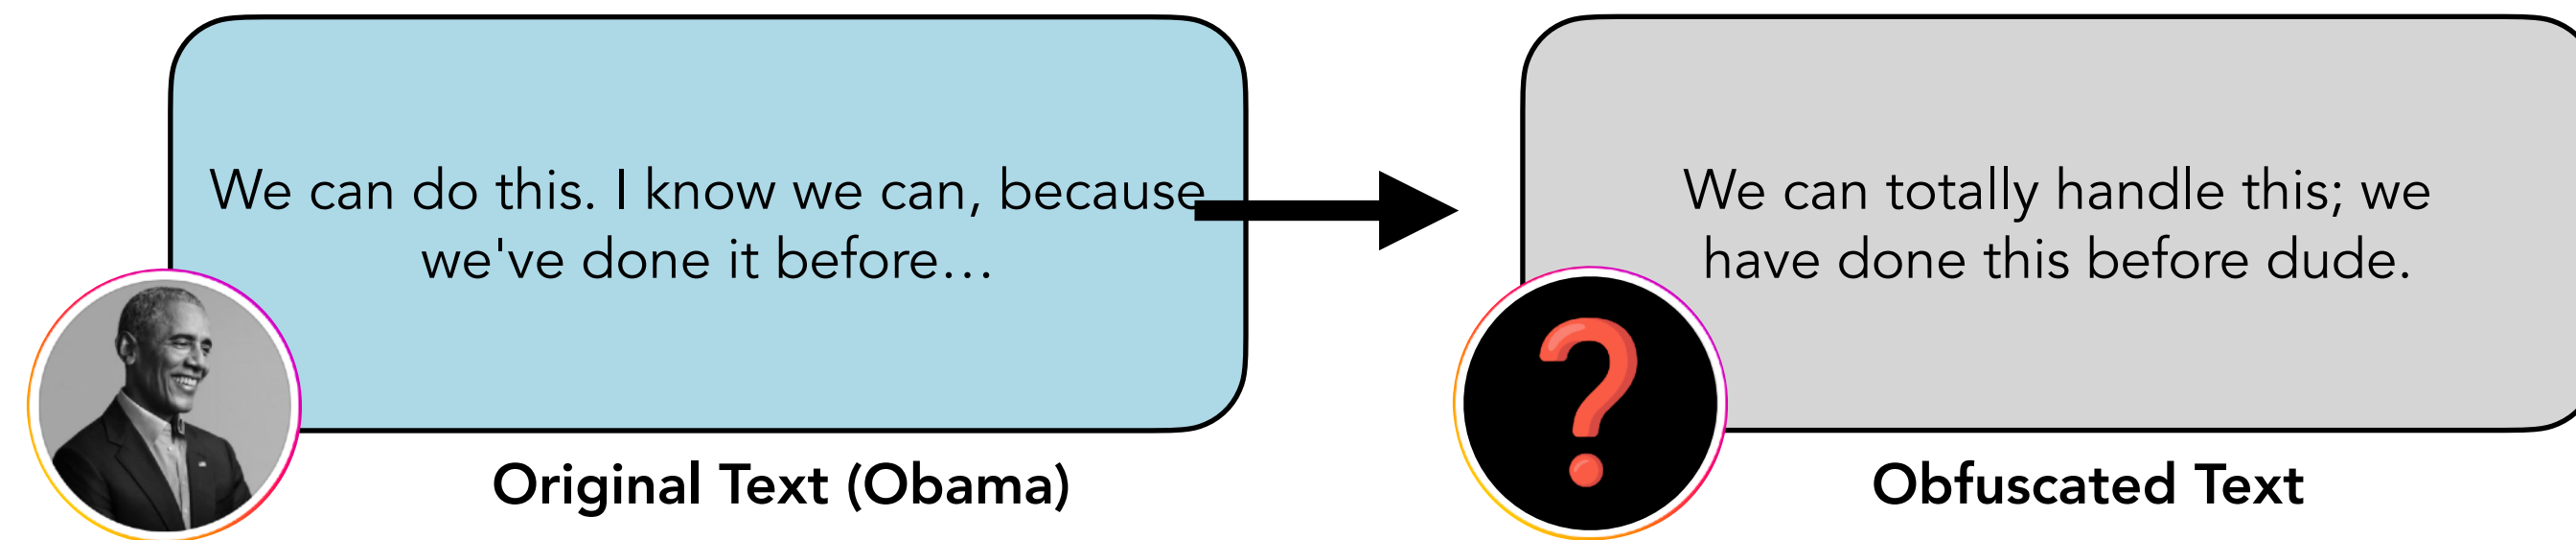 We can do this. I know we can, because
we've done it before…
Original Text (Obama)
We can totally handle this; we
have done this before dude.
Obfuscated Text